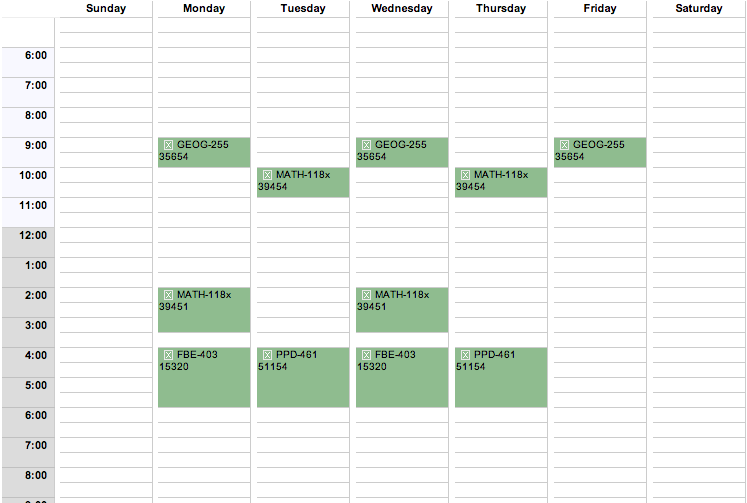 Sunday Monday Tuesday Wednesday Thursday Friday Saturday
6:00
7:00
8:00
9:00 GEOG-255 GEOG-255 GEOG-255
35654 35654 35654
10:00 MATH-118x MATH-118x
39454 39454
11:00
12:00
1:00
2:00 MATH-118x MATH-118x
39451 39451
3:00
4:00 FBE-403 PPD-461 FBE-403 PPD-461
15320 51154 15320 51154
5:00
6:00
7:00
8:00